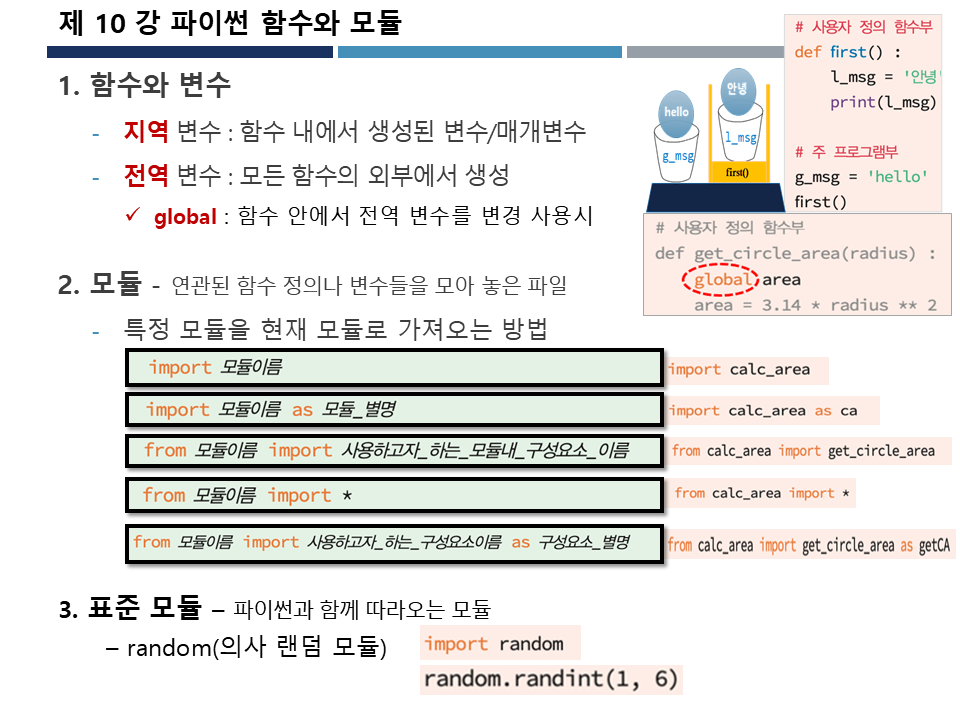 제 10 강 파이썬 함수와 모듈
# 사용자 정의 함수부
def first() :
l_msg = '안녕'
print(l_msg)
# 주 프로그램부
g_msg = 'hello'
first()
hello
안녕
g_msg
l_msg
first()
1. 함수와 변수
- 지역 변수 : 함수 내에서 생성된 변수/매개변수
- 전역 변수 : 모든 함수의 외부에서 생성
✓ global : 함수 안에서 전역 변수를 변경 사용시
# 사용자 정의 함수부
def get_circle_area(radius) :
global area
area = 3.14 * radius ** 2
2. 모듈 - 연관된 함수 정의나 변수들을 모아 놓은 파일
- 특정 모듈을 현재 모듈로 가져오는 방법
import 모듈이름
import calc_area
import 모듈이름 as 모듈_별명
import calc_area as ca
from 모듈이름 import 사용하고자_하는_모듈내_구성요소_이름
from calc_area import get_circle_area
from 모듈이름 import *
from calc_area import *
from 모듈이름 import 사용하고자_하는_구성요소이름 as 구성요소_별명
from calc_area import get_circle_area as getCA
3. 표준 모듈 – 파이썬과 함께 따라오는 모듈
– random(의사 랜덤 모듈)
import random
random.randint(1, 6)